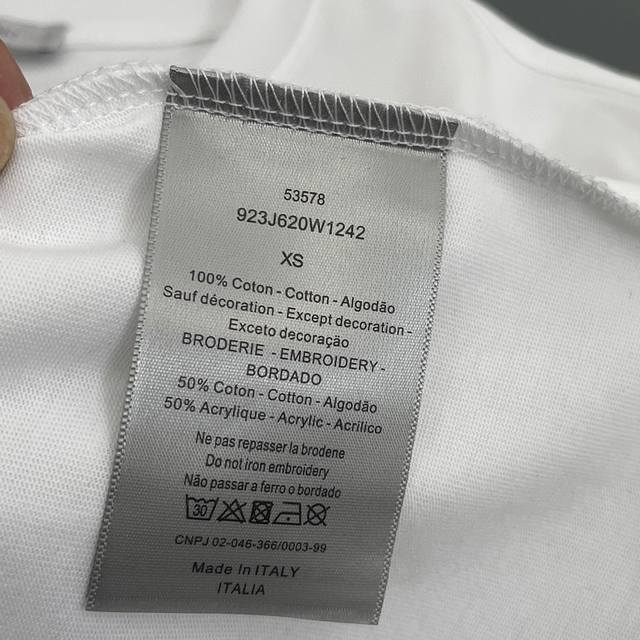 53578
923J620W1242
XS
100% Coton - Cotton - Algodão
Sauf décoration - Except decoration -
Exceto decoração
BRODERIE - EMBROIDERY -
BORDADO
50% Coton - Cotton - Algodão
50% Acrylique - Acrylic - Acrilico
Ne pas repasser la brodene
Do not iron embroidery
Não passar a ferro o bordado
30
CNPJ 02-046-366/0003-99
Made In ITALY
ITALIA